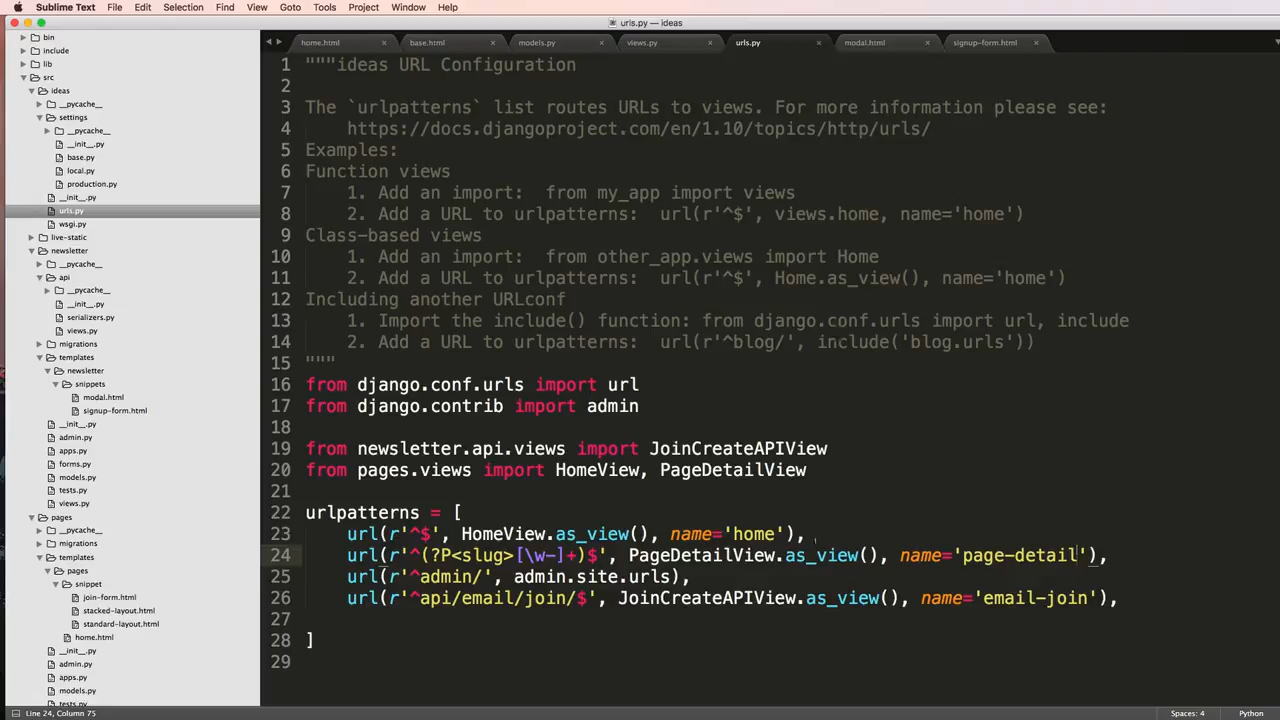 Sublime Text File Edit Selection Find View Goto Tools Project Window Help
urls.py — ideas
home.html × base.html × models.py × views.py × urls.py × modal.html × signup-form.html ×
bin
include
lib
src
ideas
__pycache__
settings
__pycache__
__init__.py
base.py
local.py
production.py
__init__.py
urls.py
wsgi.py
live-static
newsletter
__pycache__
api
__pycache__
__init__.py
serializers.py
views.py
migrations
templates
newsletter
snippets
modal.html
signup-form.html
__init__.py
admin.py
apps.py
forms.py
models.py
tests.py
views.py
pages
__pycache__
migrations
templates
pages
snippet
join-form.html
stacked-layout.html
standard-layout.html
home.html
__init__.py
admin.py
apps.py
models.py
tests.py
1 """ideas URL Configuration
2
3 The `urlpatterns` list routes URLs to views. For more information please see:
4 https://docs.djangoproject.com/en/1.10/topics/http/urls/
5 Examples:
6 Function views
7 1. Add an import:  from my_app import views
8 2. Add a URL to urlpatterns:  url(r'^$', views.home, name='home')
9 Class-based views
10 1. Add an import:  from other_app.views import Home
11 2. Add a URL to urlpatterns:  url(r'^$', Home.as_view(), name='home')
12 Including another URLconf
13 1. Import the include() function: from django.conf.urls import url, include
14 2. Add a URL to urlpatterns:  url(r'^blog/', include('blog.urls'))
15 """
16 from django.conf.urls import url
17 from django.contrib import admin
18
19 from newsletter.api.views import JoinCreateAPIView
20 from pages.views import HomeView, PageDetailView
21
22 urlpatterns = [
23 url(r'^$', HomeView.as_view(), name='home'),
24 url(r'^(?P<slug>[\w-]+)$', PageDetailView.as_view(), name='page-detail'),
25 url(r'^admin/', admin.site.urls),
26 url(r'^api/email/join/$', JoinCreateAPIView.as_view(), name='email-join'),
27
28 ]
29
Line 24, Column 75 Spaces: 4 Python